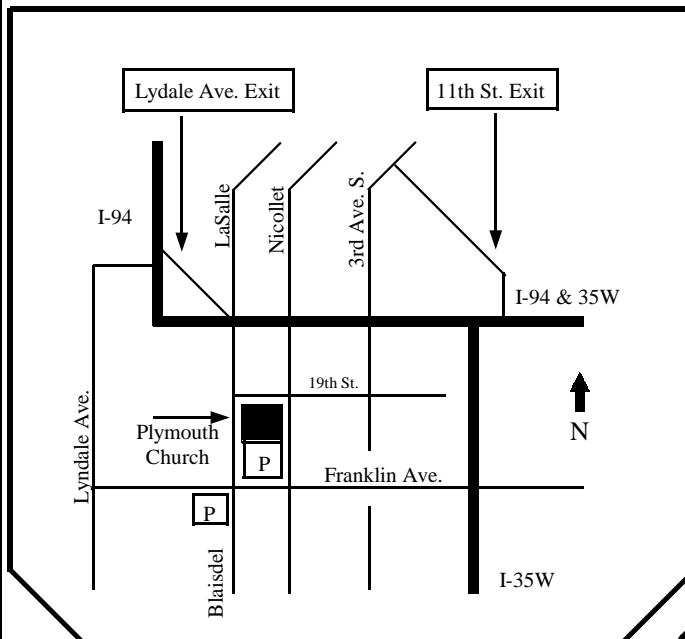 Lydale Ave. Exit
11th St. Exit
I-94
LaSalle
Nicollet
3rd Ave. S.
I-94 & 35W
19th St.
Lyndale Ave.
Plymouth
Church
P
N
Franklin Ave.
P
Blaisdel
I-35W